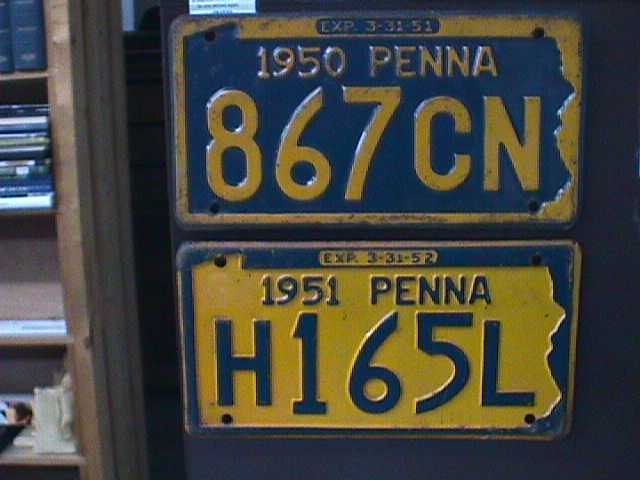 EXP. 3-31-51
1950 PENNA
867CN
EXP. 3-31-52
1951 PENNA
H165L